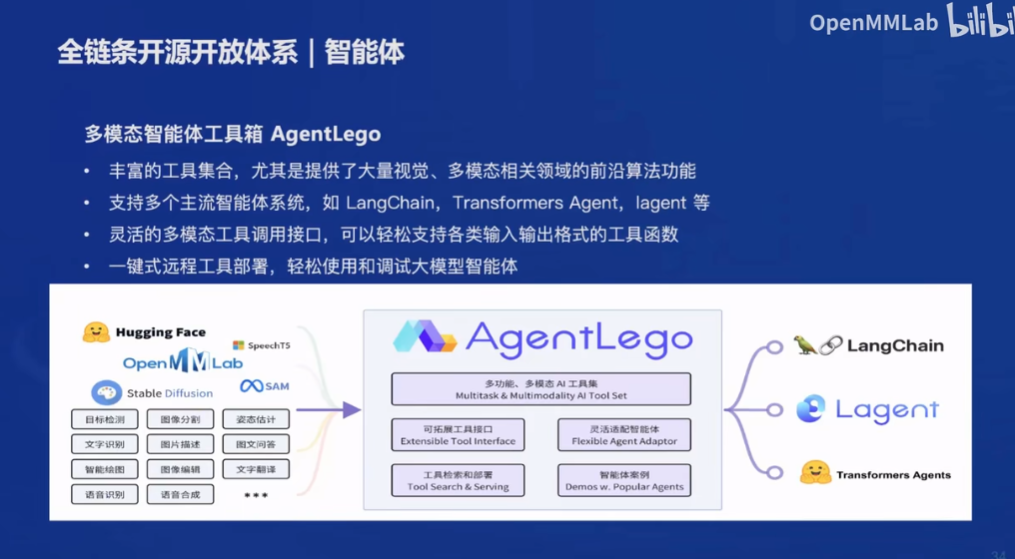 OpenMMLab bilibili
全链条开源开放体系 | 智能体
多模态智能体工具箱 AgentLego
• 丰富的工具集合，尤其是提供了大量视觉、多模态相关领域的前沿算法功能
• 支持多个主流智能体系统，如 LangChain，Transformers Agent，lagent 等
• 灵活的多模态工具调用接口，可以轻松支持各类输入输出格式的工具函数
• 一键式远程工具部署，轻松使用和调试大模型智能体
Hugging Face
SpeechT5
OpenMMLab
Stable Diffusion
SAM
目标检测 图像分割 姿态估计
文字识别 图片描述 图文问答
智能绘图 图像编辑 文字翻译
语音识别 语音合成 •••
AgentLego
多功能、多模态 AI 工具集
Multitask & Multimodality AI Tool Set
可拓展工具接口
Extensible Tool Interface
灵活适配智能体
Flexible Agent Adaptor
工具检索和部署
Tool Search & Serving
智能体案例
Demos w. Popular Agents
LangChain
Lagent
Transformers Agents
34